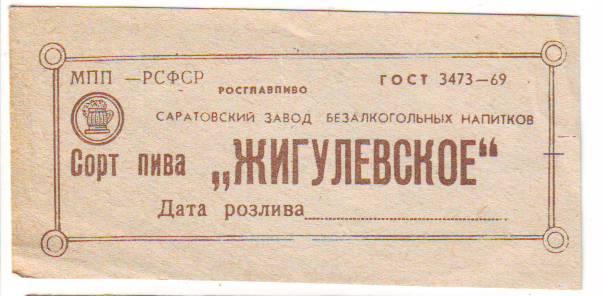 МПП —РСФСР
ГОСТ 3473—69
РОСГЛАВПИВО
САРАТОВСКИЙ ЗАВОД БЕЗАЛКОГОЛЬНЫХ НАПИТКОВ
Сорт пива „ЖИГУЛЕВСКОЕ“
Дата розлива